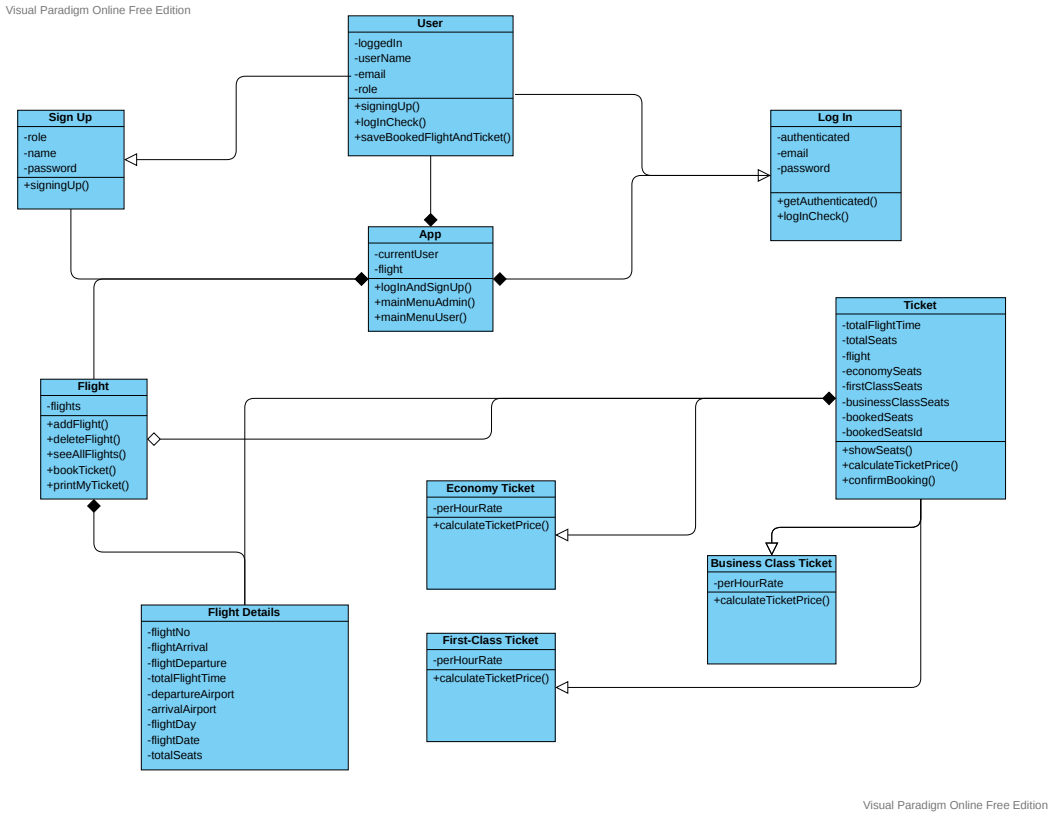 Visual Paradigm Online Free Edition
User
-loggedIn
-userName
-email
-role
+signingUp()
+logInCheck()
+saveBookedFlightAndTicket()
Sign Up
-role
-name
-password
+signingUp()
Log In
-authenticated
-email
-password
+getAuthenticated()
+logInCheck()
App
-currentUser
-flight
+logInAndSignUp()
+mainMenuAdmin()
+mainMenuUser()
Ticket
-totalFlightTime
-totalSeats
-flight
-economySeats
-firstClassSeats
-businessClassSeats
-bookedSeats
-bookedSeatsId
+showSeats()
+calculateTicketPrice()
+confirmBooking()
Flight
-flights
+addFlight()
+deleteFlight()
+seeAllFlights()
+bookTicket()
+printMyTicket()
Economy Ticket
-perHourRate
+calculateTicketPrice()
Business Class Ticket
-perHourRate
+calculateTicketPrice()
Flight Details
-flightNo
-flightArrival
-flightDeparture
-totalFlightTime
-departureAirport
-arrivalAirport
-flightDay
-flightDate
-totalSeats
First-Class Ticket
-perHourRate
+calculateTicketPrice()
Visual Paradigm Online Free Edition